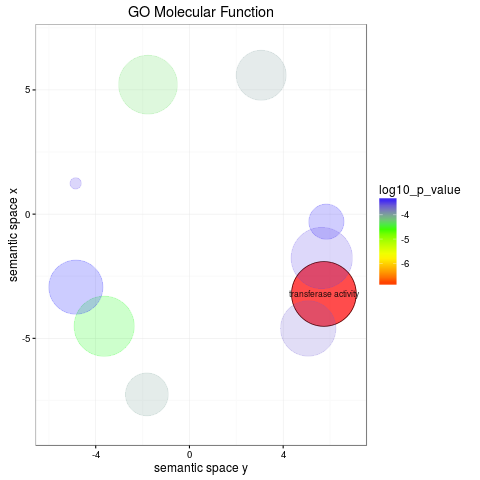 GO Molecular Function
semantic space x
5
0
-5
transferase activity
-4
0
4
semantic space y
log10_p_value
-4
-5
-6